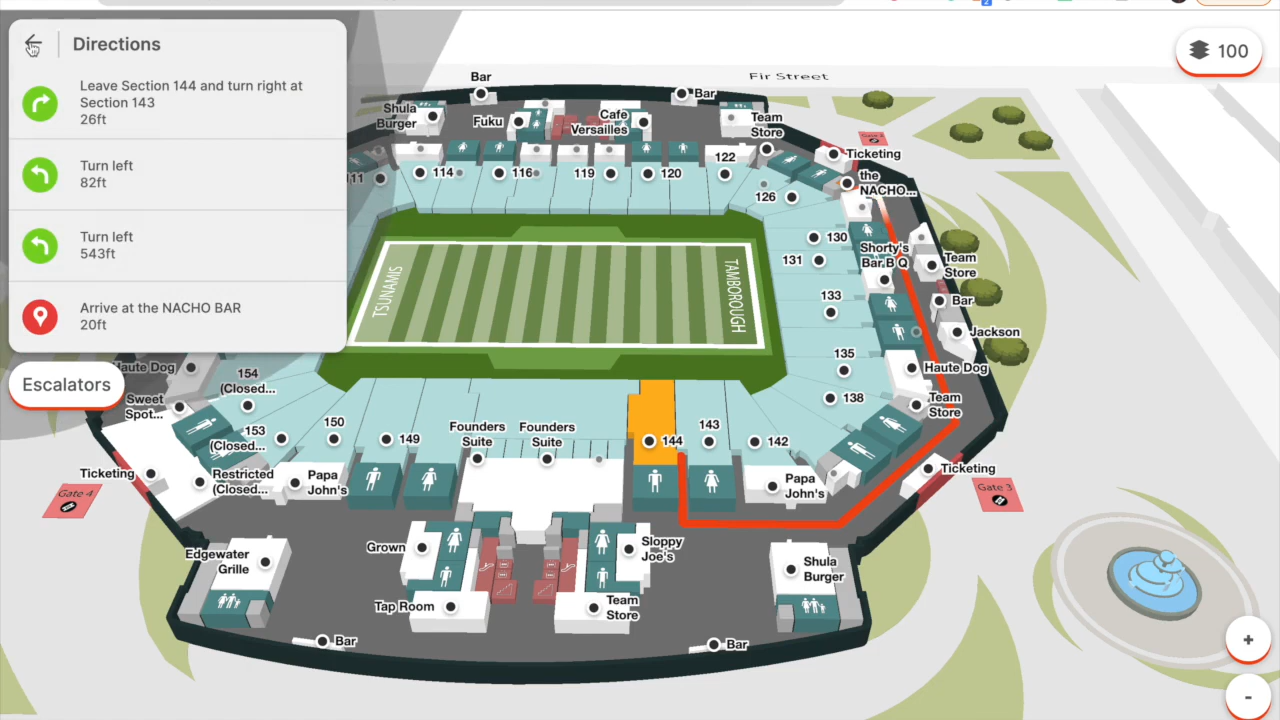 Directions
Leave Section 144 and turn right at
Section 143
26ft
Turn left
82ft
Turn left
543ft
Arrive at the NACHO BAR
20ft
Escalators
100
2
Fir Street
Bar
Bar
Shula
Burger
Fuku
Cafe
Versailles
Team
Store
Gate 2
Ticketing
the
NACHO...
111
114
116
119
120
122
126
130
131
133
135
138
Shorty's
Bar B Q
Team
Store
Bar
Jackson
Haute Dog
Team
Store
TSUNAMIS
TAMBOROUGH
Haute Dog
154
(Closed...
Sweet
Spot...
153
(Closed...
150
149
Founders
Suite
Founders
Suite
144
143
142
Ticketing
Restricted
(Closed...
Papa
John's
Papa
John's
Ticketing
Gate 4
Gate 3
Edgewater
Grille
Grown
Sloppy
Joe's
Shula
Burger
Tap Room
Team
Store
Bar
Bar
+
-